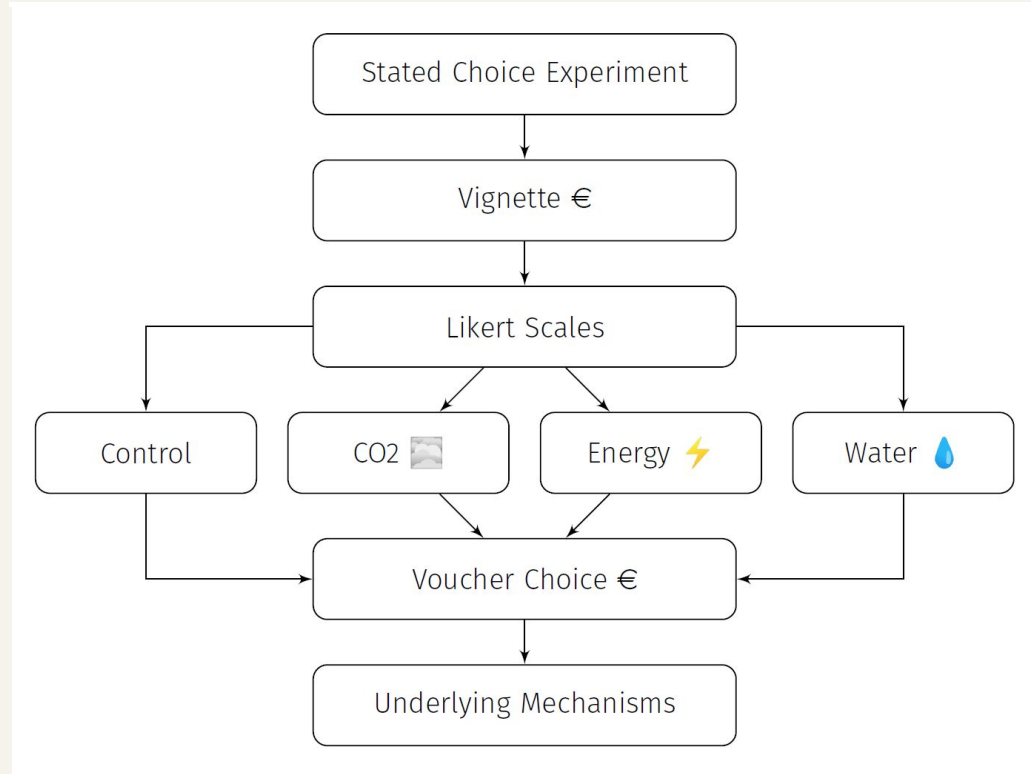 Stated Choice Experiment
Vignette €
Likert Scales
Control
CO2
Energy ⚡
Water 💧
Voucher Choice €
Underlying Mechanisms